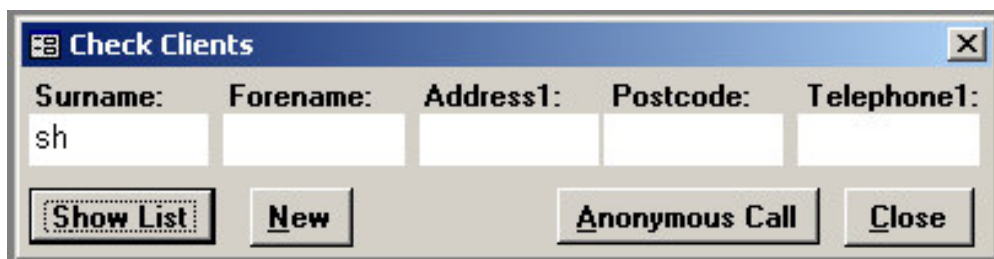 Check Clients
Surname: Forename: Address1: Postcode: Telephone1:
sh
Show List New Anonymous Call Close